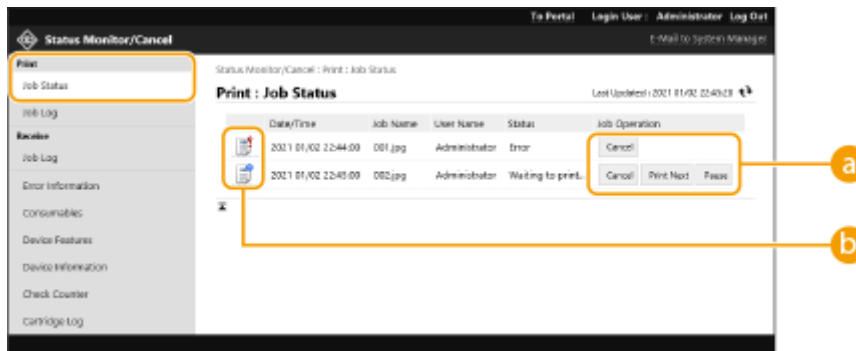 To Portal Login User : Administrator Log Out
Status Monitor/Cancel
E-Mail to System Manager
Print
Job Status
Job Log
Receive
Job Log
Error Information
Consumables
Device Features
Device Information
Check Counter
Cartridge Log
Status Monitor/Cancel : Print : Job Status
Print : Job Status
Last Updated : 2021 01/02 22:45:28
Date/Time Job Name User Name Status Job Operation
2021 01/02 22:44:00 001.jpg Administrator Error Cancel
2021 01/02 22:45:00 002.jpg Administrator Waiting to print.. Cancel Print Next Pause
a
b